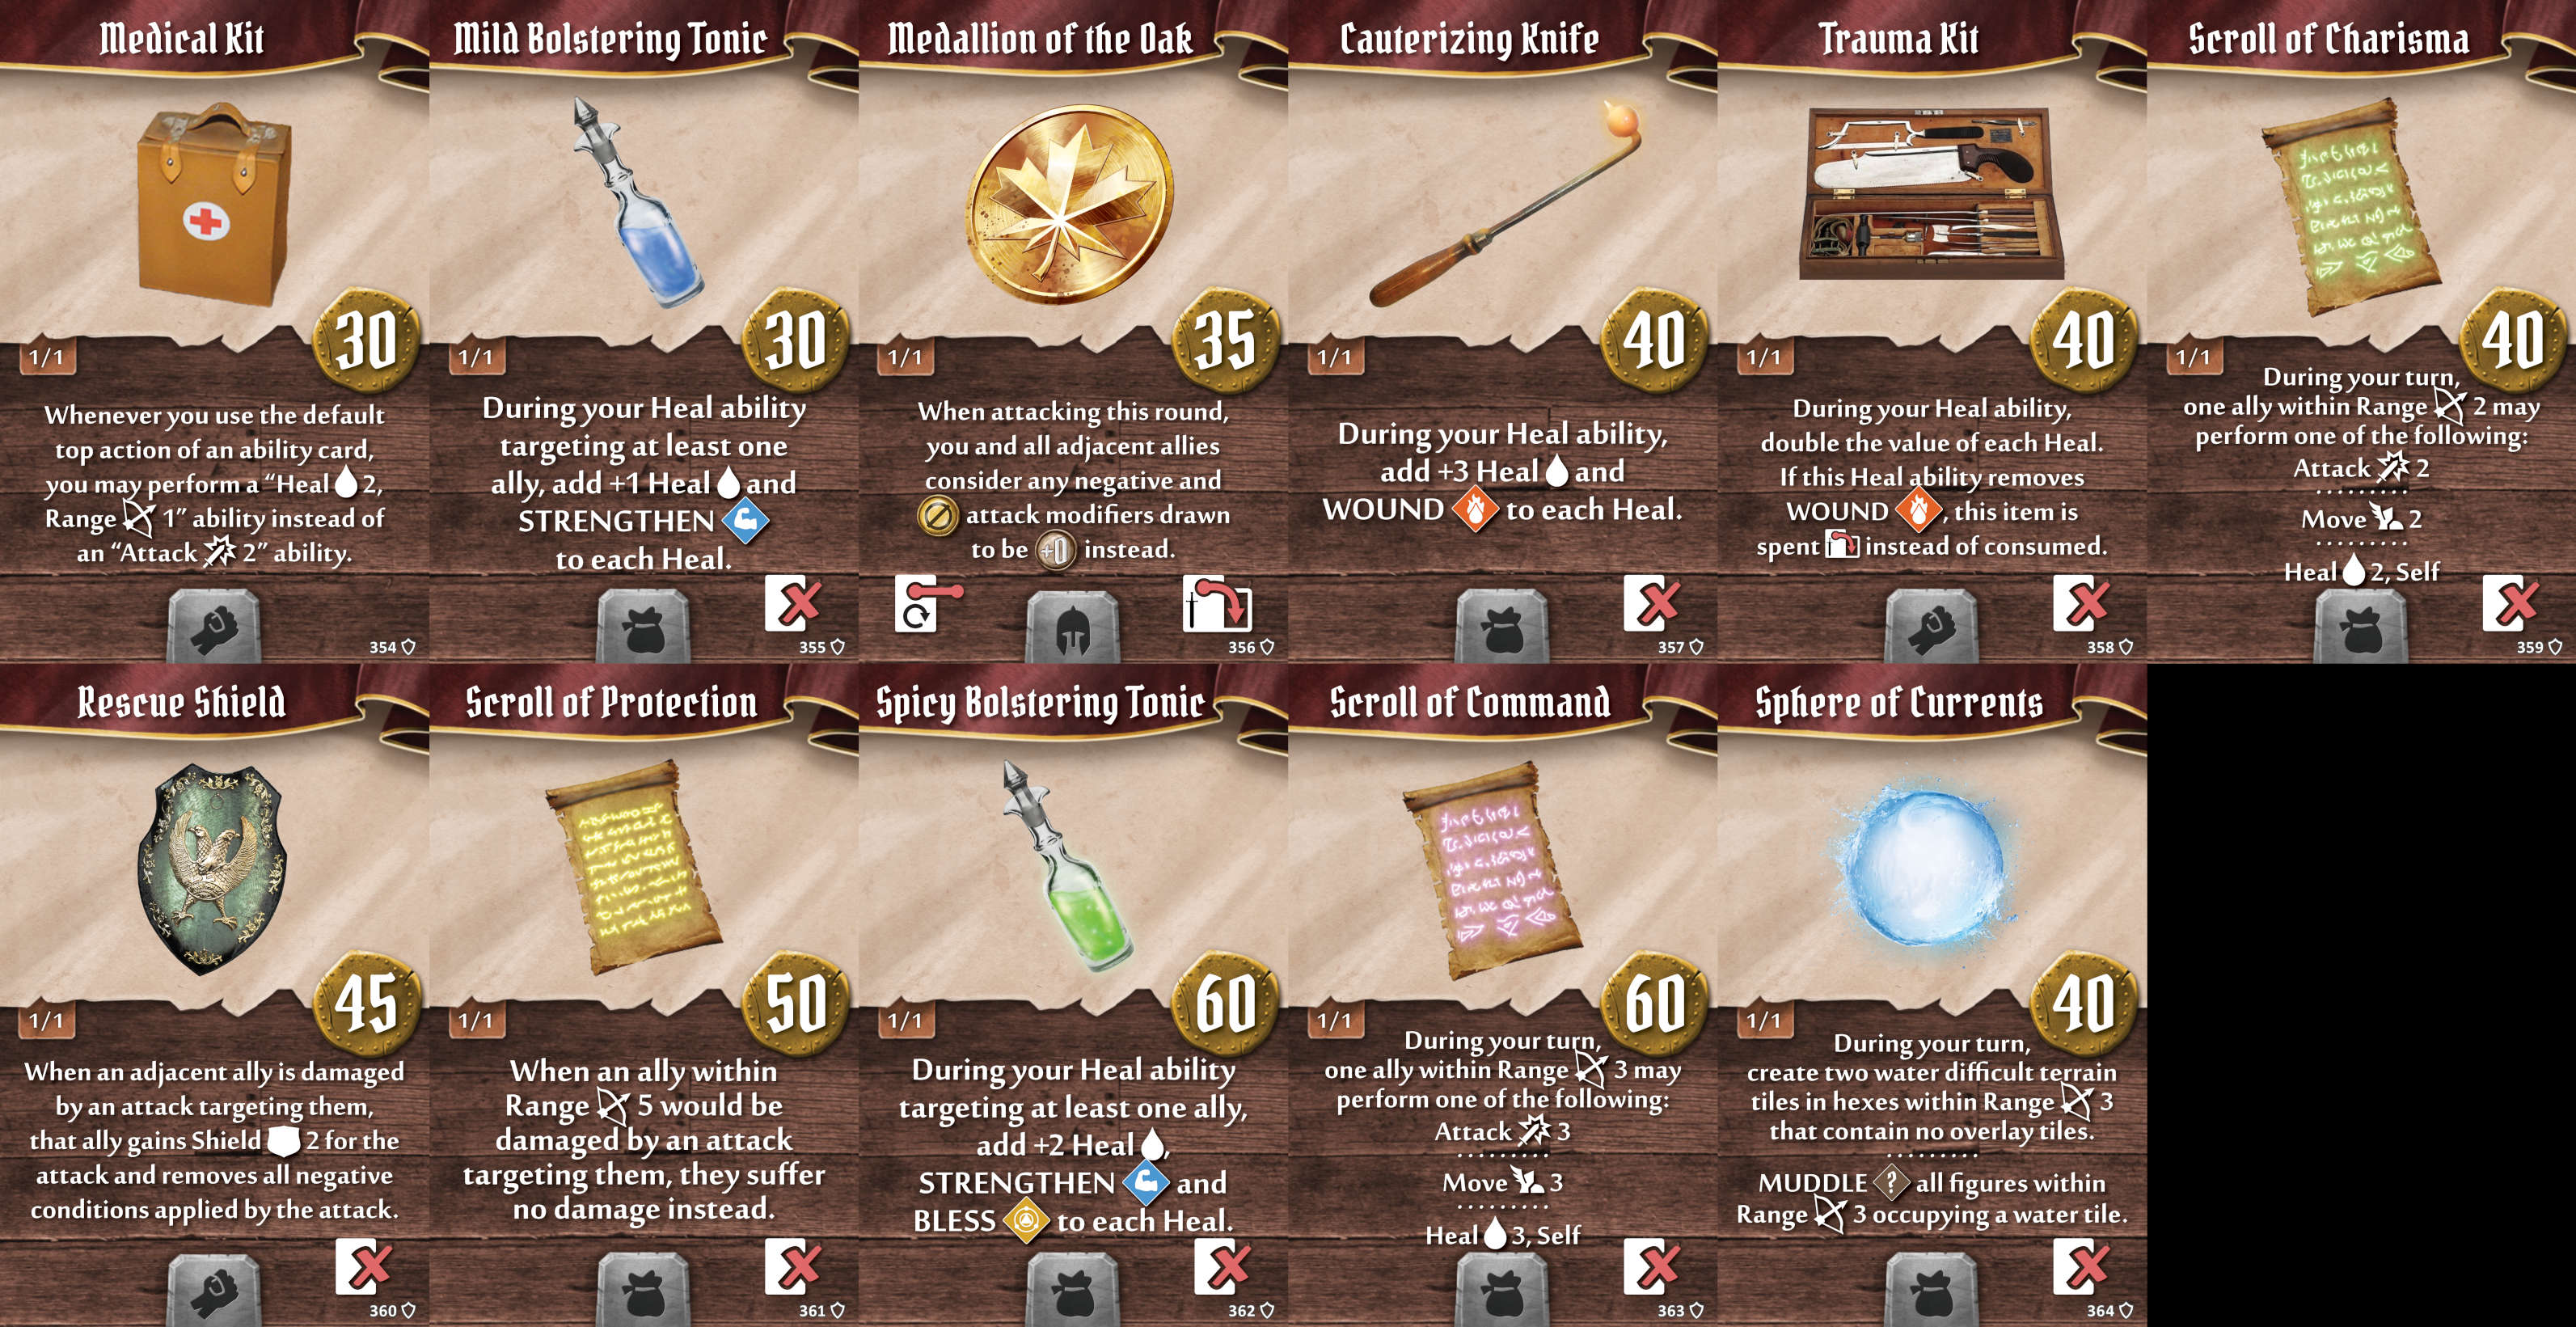 Medical Kit
30
1/1
Whenever you use the default
top action of an ability card,
you may perform a “Heal 2,
Range 1” ability instead of
an “Attack 2” ability.
354
Mild Bolstering Tonic
30
1/1
During your Heal ability
targeting at least one
ally, add +1 Heal and
STRENGTHEN
to each Heal.
355
Medallion of the Oak
35
1/1
When attacking this round,
you and all adjacent allies
consider any negative and
attack modifiers drawn
to be +0 instead.
356
Cauterizing Knife
40
1/1
During your Heal ability,
add +3 Heal and
WOUND to each Heal.
357
Trauma Kit
40
1/1
During your Heal ability,
double the value of each Heal.
If this Heal ability removes
WOUND , this item is
spent instead of consumed.
358
Scroll of Charisma
40
1/1
During your turn,
one ally within Range 2 may
perform one of the following:
Attack 2
Move 2
Heal 2, Self
359
Rescue Shield
45
1/1
When an adjacent ally is damaged
by an attack targeting them,
that ally gains Shield 2 for the
attack and removes all negative
conditions applied by the attack.
360
Scroll of Protection
50
1/1
When an ally within
Range 5 would be
damaged by an attack
targeting them, they suffer
no damage instead.
361
Spicy Bolstering Tonic
60
1/1
During your Heal ability
targeting at least one ally,
add +2 Heal ,
STRENGTHEN and
BLESS to each Heal.
362
Scroll of Command
60
1/1
During your turn,
one ally within Range 3 may
perform one of the following:
Attack 3
Move 3
Heal 3, Self
363
Sphere of Currents
40
1/1
During your turn,
create two water difficult terrain
tiles in hexes within Range 3
that contain no overlay tiles.
MUDDLE ? all figures within
Range 3 occupying a water tile.
364